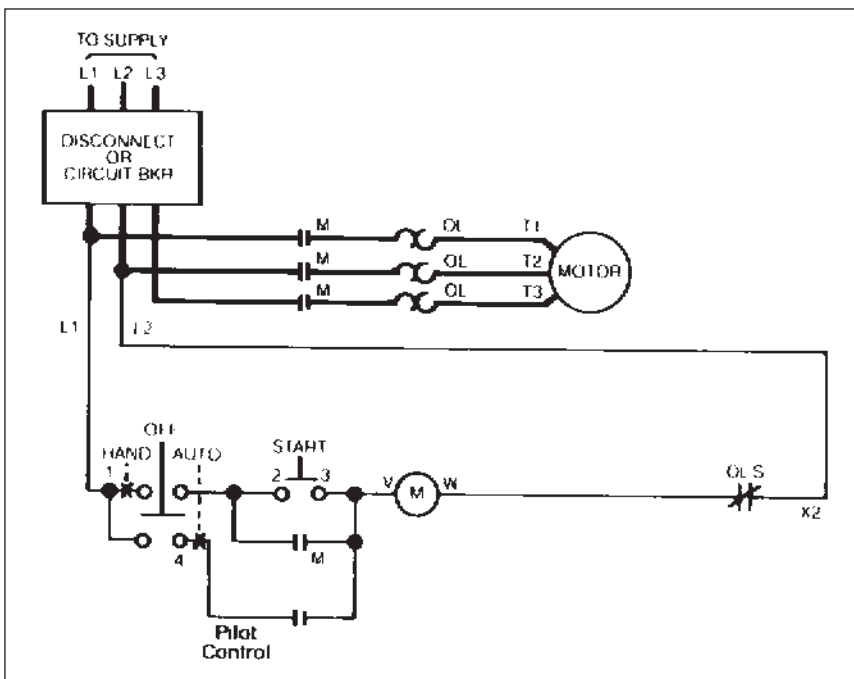 TO SUPPLY
L1 L2 L3
DISCONNECT
OR
CIRCUIT BKR
M OL T1
M OL T2
MOTOR
M OL T3
L1 L2
OFF
HAND AUTO START
1 2 3 V M W OL S
X2
4 M
Pilot
Control